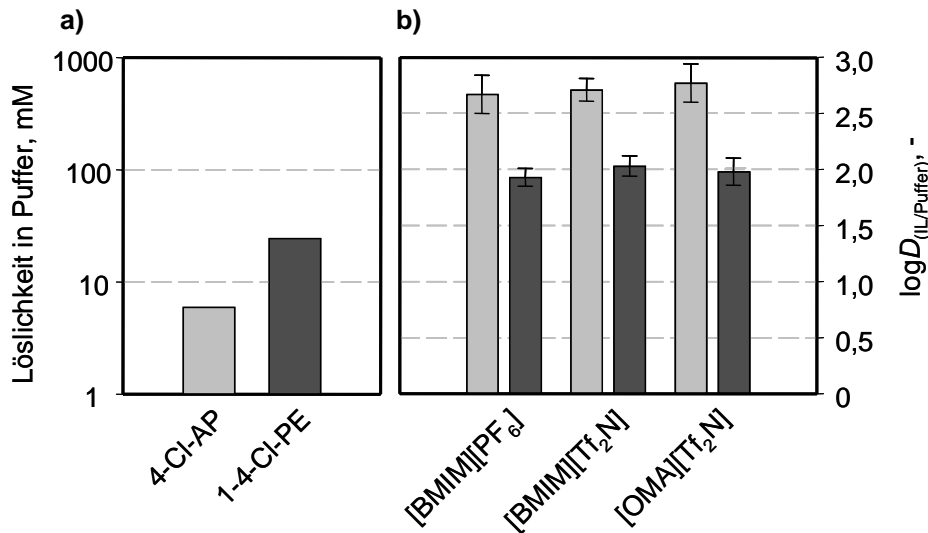 a)
b)
Löslichkeit in Puffer, mM
1000
100
10
1
4-Cl-AP
1-4-Cl-PE
[BMIM][PF6]
[BMIM][Tf2N]
[OMA][Tf2N]
3,0
2,5
2,0
1,5
1,0
0,5
0
logD(IL/Puffer), -